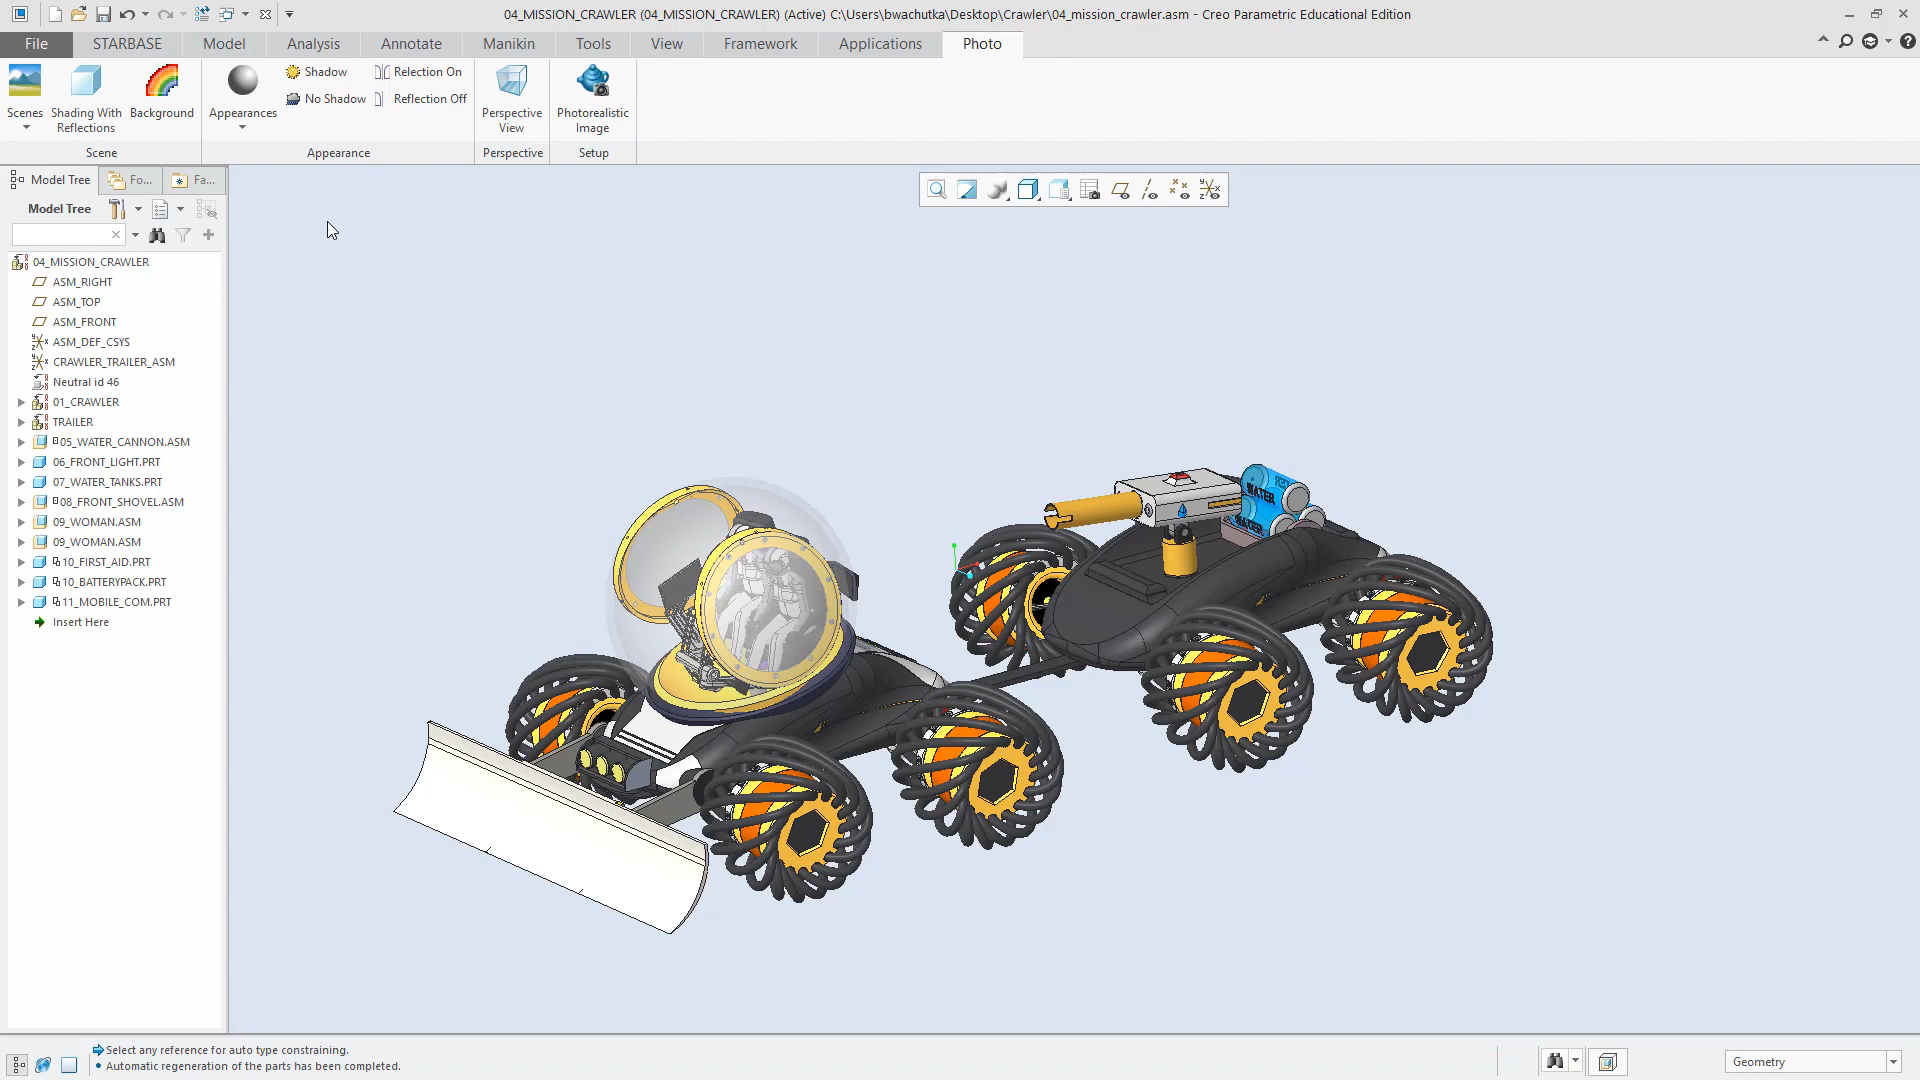 04_MISSION_CRAWLER (04_MISSION_CRAWLER) (Active) C:\Users\bwachutka\Desktop\Crawler\04_mission_crawler.asm - Creo Parametric Educational Edition
File STARBASE Model Analysis Annotate Manikin Tools View Framework Applications Photo
Shadow Relection On
No Shadow Reflection Off
Scenes Shading With Reflections Background Appearances Perspective View Photorealistic Image
Scene Appearance Perspective Setup
Model Tree Fo... Fa...
Model Tree
04_MISSION_CRAWLER
ASM_RIGHT
ASM_TOP
ASM_FRONT
ASM_DEF_CSYS
CRAWLER_TRAILER_ASM
Neutral id 46
01_CRAWLER
TRAILER
05_WATER_CANNON.ASM
06_FRONT_LIGHT.PRT
07_WATER_TANKS.PRT
08_FRONT_SHOVEL.ASM
09_WOMAN.ASM
09_WOMAN.ASM
10_FIRST_AID.PRT
10_BATTERYPACK.PRT
11_MOBILE_COM.PRT
Insert Here
WATER
WATER
Select any reference for auto type constraining.
• Automatic regeneration of the parts has been completed.
Geometry